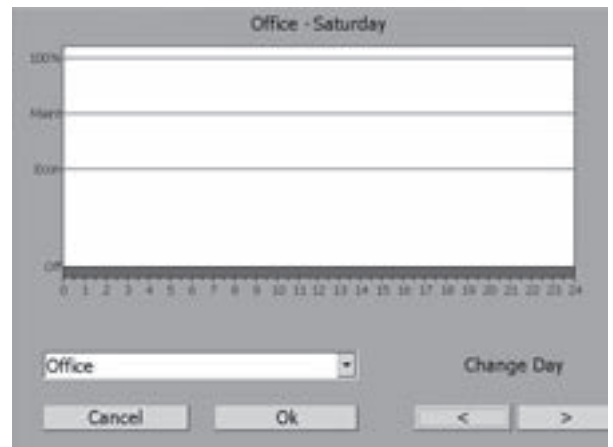 Office - Saturday
100%
Off
0 1 2 3 4 5 6 7 8 9 10 11 12 13 14 15 16 17 18 19 20 21 22 23 24
Office
Change Day
Cancel
Ok
<
>